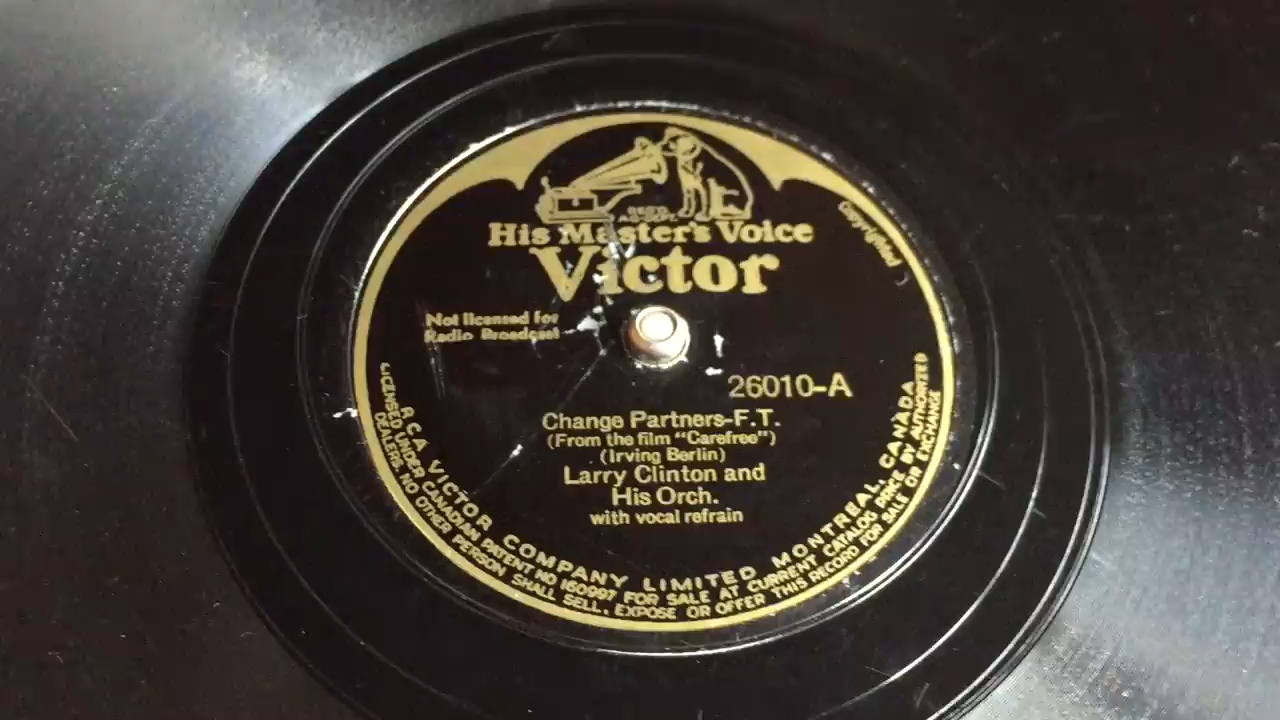 His Master's Voice
Victor
Copyrighted
Not licensed for
Radio Broadcast
26010-A
Change Partners-F.T.
(From the film "Carefree")
(Irving Berlin)
Larry Clinton and
His Orch.
with vocal refrain
RCA VICTOR COMPANY LIMITED MONTREAL, CANADA
LICENSED UNDER CANADIAN PATENT NO 160997 FOR SALE AT CURRENT CATALOG PRICE BY AUTHORIZED
DEALERS. NO OTHER PERSON SHALL SELL, EXPOSE OR OFFER THIS RECORD FOR SALE OR EXCHANGE